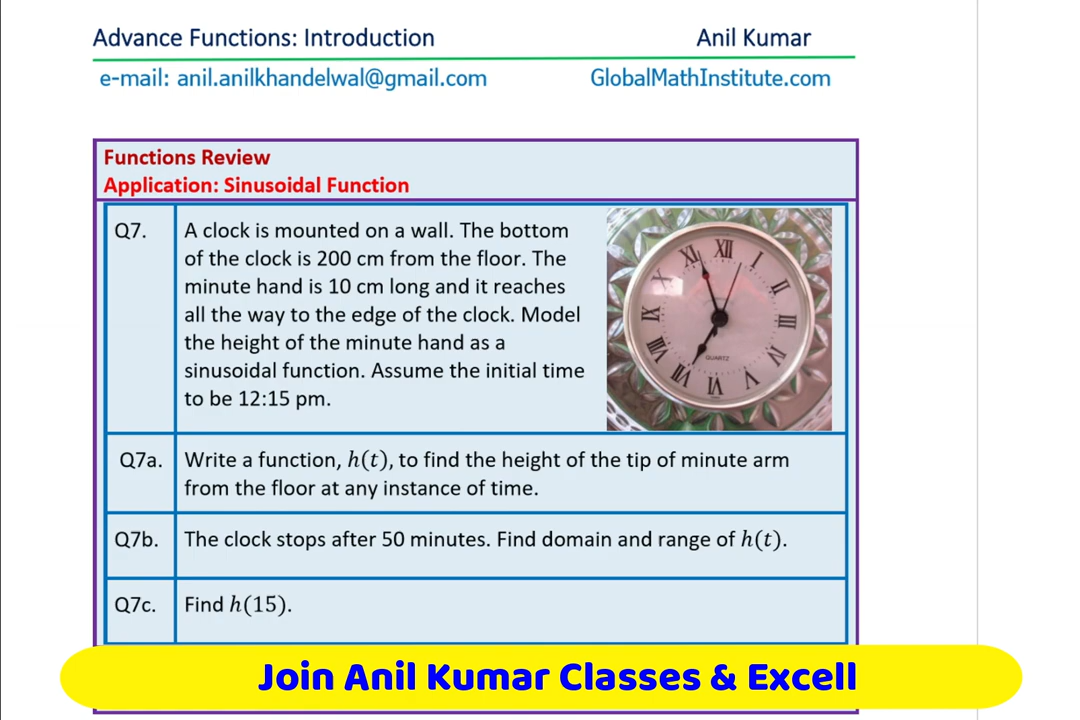 Advance Functions: Introduction
Anil Kumar
e-mail: anil.anilkhandelwal@gmail.com
GlobalMathInstitute.com
Functions Review
Application: Sinusoidal Function
Q7.
A clock is mounted on a wall. The bottom
of the clock is 200 cm from the floor. The
minute hand is 10 cm long and it reaches
all the way to the edge of the clock. Model
the height of the minute hand as a
sinusoidal function. Assume the initial time
to be 12:15 pm.
XII
I
II
III
IV
V
VI
VII
VIII
IX
X
XI
QUARTZ
Q7a.
Write a function, h(t), to find the height of the tip of minute arm
from the floor at any instance of time.
Q7b.
The clock stops after 50 minutes. Find domain and range of h(t).
Q7c.
Find h(15).
Join Anil Kumar Classes & Excell